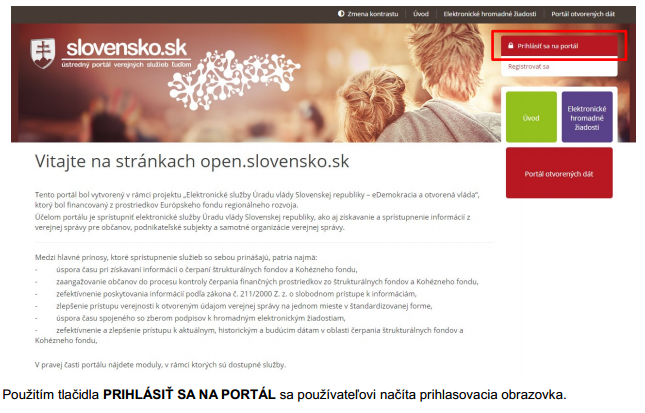 Zmena kontrastu Úvod Elektronické hromadné žiadosti Portál otvorených dát
slovensko.sk
ústredný portál verejných služieb ľuďom
Prihlásiť sa na portál
Registrovať sa
Úvod
Elektronické
hromadné
žiadosti
Portál otvorených dát
Vitajte na stránkach open.slovensko.sk
Tento portál bol vytvorený v rámci projektu „Elektronické služby Úradu vlády Slovenskej republiky – eDemokracia a otvorená vláda“,
ktorý bol financovaný z prostriedkov Európskeho fondu regionálneho rozvoja.
Účelom portálu je sprístupniť elektronické služby Úradu vlády Slovenskej republiky, ako aj získavanie a sprístupnenie informácií z
verejnej správy pre občanov, podnikateľské subjekty a samotné organizácie verejnej správy.
Medzi hlavné prínosy, ktoré sprístupnenie služieb so sebou prinášajú, patria najmä:
- úspora času pri získavaní informácií o čerpaní štrukturálnych fondov a Kohézneho fondu,
- zaangažovanie občanov do procesu kontroly čerpania finančných prostriedkov zo štrukturálnych fondov a Kohézneho fondu,
- zefektívnenie poskytovania informácií podľa zákona č. 211/2000 Z. z. o slobodnom prístupe k informáciám,
- zlepšenie prístupu verejnosti k otvoreným údajom verejnej správy na jednom mieste v štandardizovanej forme,
- úspora času spojeného so zberom podpisov k hromadným elektronickým žiadostiam,
- zefektívnenie a zlepšenie prístupu k aktuálnym, historickým a budúcim dátam v oblasti čerpania štrukturálnych fondov a
Kohézneho fondu,
V pravej časti portálu nájdete moduly, v rámci ktorých sú dostupné služby.
Použitím tlačidla PRIHLÁSIŤ SA NA PORTÁL sa používateľovi načíta prihlasovacia obrazovka.